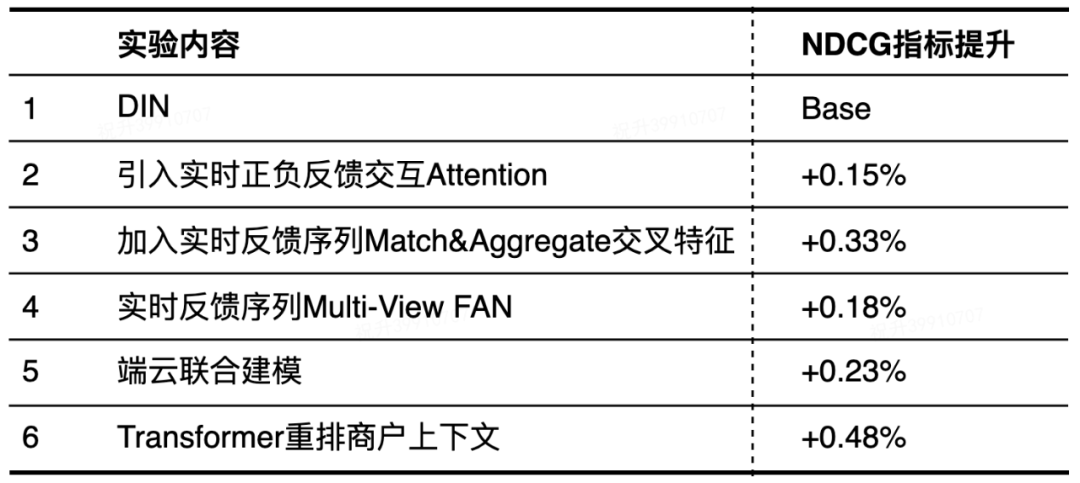 实验内容 NDCG指标提升
1 DIN Base
2 引入实时正负反馈交互Attention +0.15%
3 加入实时反馈序列Match&Aggregate交叉特征 +0.33%
4 实时反馈序列Multi-View FAN +0.18%
5 端云联合建模 +0.23%
6 Transformer重排商户上下文 +0.48%